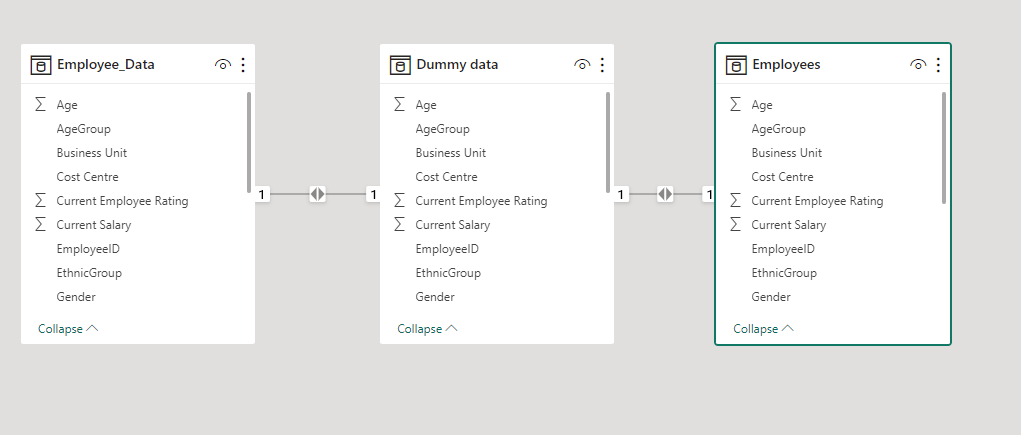 Employee_Data
Age
AgeGroup
Business Unit
Cost Centre
Current Employee Rating
Current Salary
EmployeeID
EthnicGroup
Gender
Collapse
1
1
Dummy data
Age
AgeGroup
Business Unit
Cost Centre
Current Employee Rating
Current Salary
EmployeeID
EthnicGroup
Gender
Collapse
1
1
Employees
Age
AgeGroup
Business Unit
Cost Centre
Current Employee Rating
Current Salary
EmployeeID
EthnicGroup
Gender
Collapse